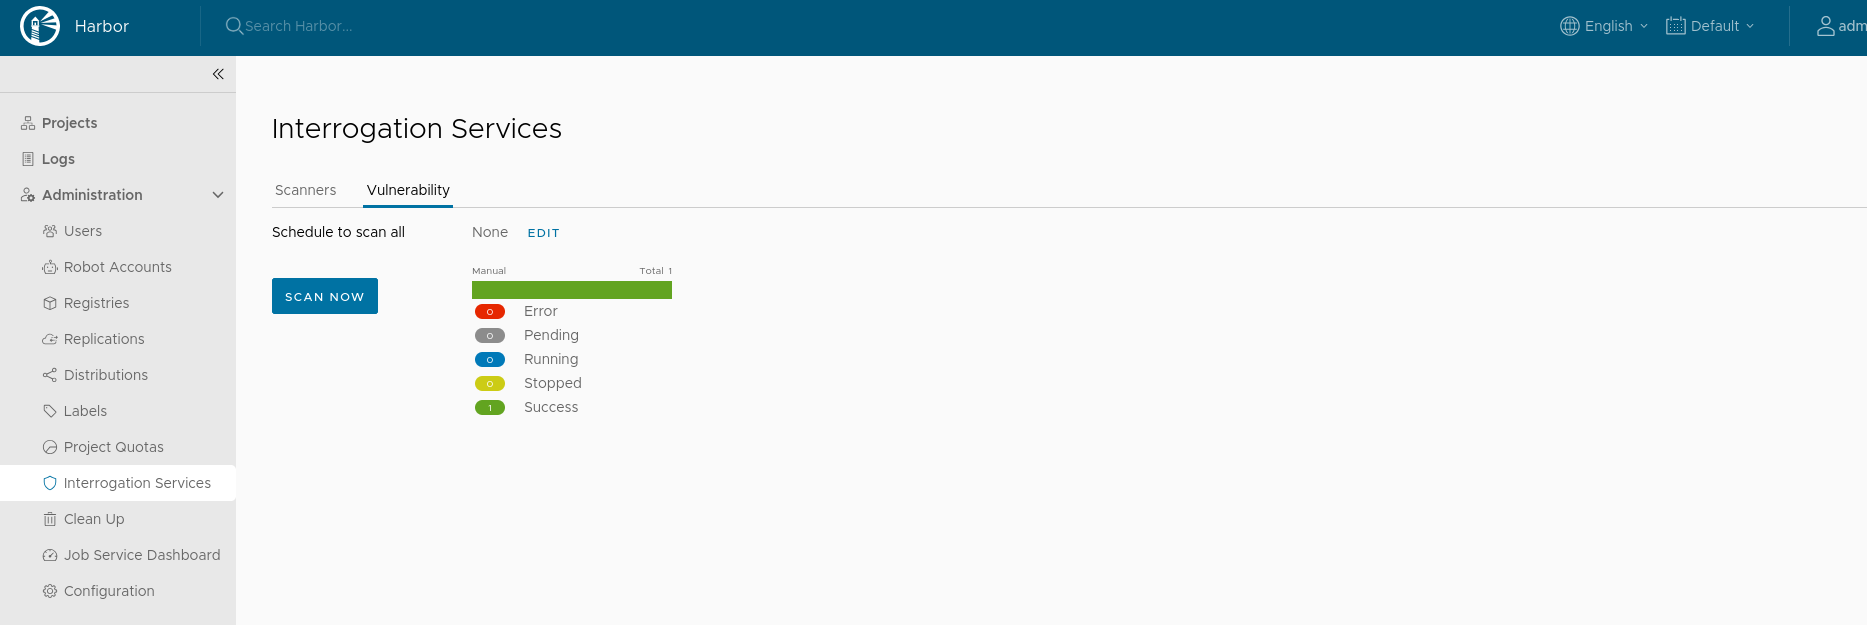 Harbor
Search Harbor...
English
Default
adm
Projects
Logs
Administration
Users
Robot Accounts
Registries
Replications
Distributions
Labels
Project Quotas
Interrogation Services
Clean Up
Job Service Dashboard
Configuration
Interrogation Services
Scanners Vulnerability
Schedule to scan all None EDIT
SCAN NOW
Manual Total 1
0 Error
0 Pending
0 Running
0 Stopped
1 Success